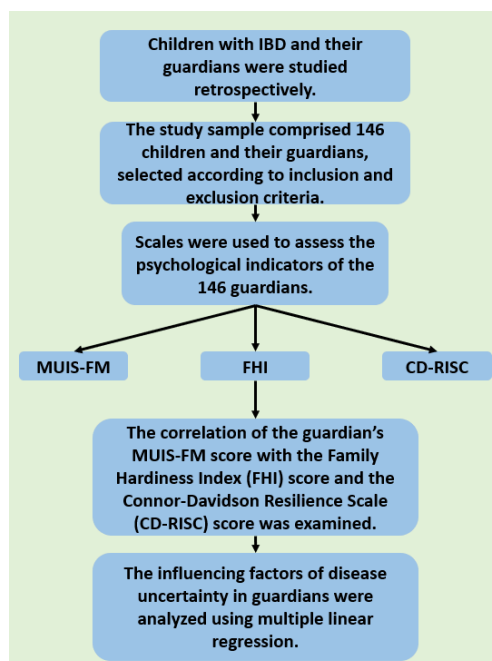 Children with IBD and their
guardians were studied
retrospectively.
The study sample comprised 146
children and their guardians,
selected according to inclusion and
exclusion criteria.
Scales were used to assess the
psychological indicators of the
146 guardians.
MUIS-FM
FHI
CD-RISC
The correlation of the guardian's
MUIS-FM score with the Family
Hardiness Index (FHI) score and the
Connor-Davidson Resilience Scale
(CD-RISC) score was examined.
The influencing factors of disease
uncertainty in guardians were
analyzed using multiple linear
regression.